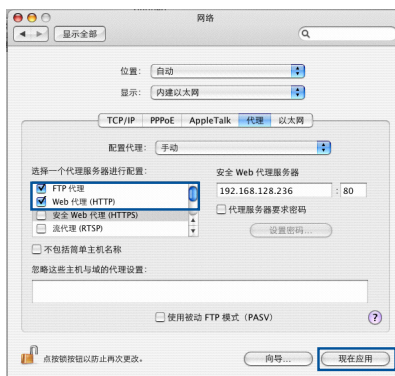 网络
显示全部
位置： 自动
显示： 内建以太网
TCP/IP PPPoE AppleTalk 代理 以太网
配置代理： 手动
选择一个代理服务器进行配置：
FTP 代理
Web 代理 (HTTP)
安全 Web 代理 (HTTPS)
流代理 (RTSP)
安全 Web 代理服务器
192.168.128.236 : 80
代理服务器要求密码
设置密码...
不包括简单主机名称
忽略这些主机与域的代理设置：
使用被动 FTP 模式（PASV）
?
点按锁按钮以防止再次更改。
向导...
现在应用